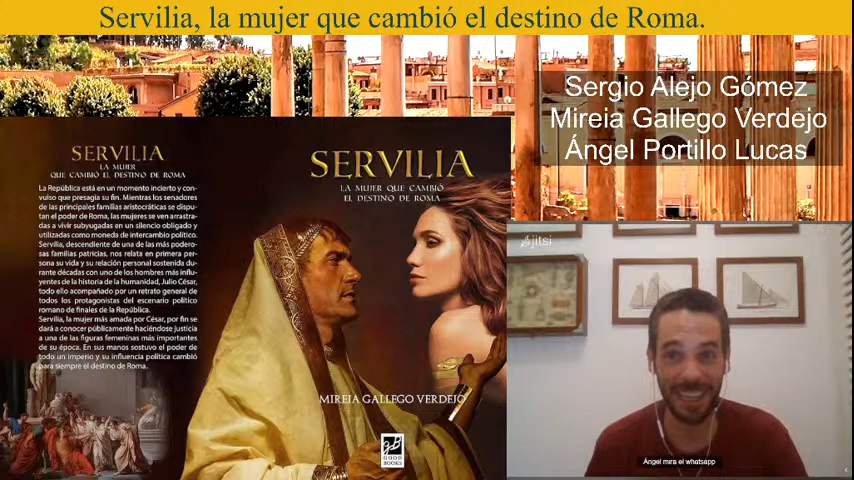 Servilia, la mujer que cambió el destino de Roma.
Sergio Alejo Gómez
Mireia Gallego Verdejo
Ángel Portillo Lucas
SERVILIA
LA MUJER
QUE CAMBIÓ EL DESTINO DE ROMA
La República está en un momento incierto y con-
vulso que presagia su fin. Mientras los senadores
de las principales familias aristocráticas se dispu-
tan el poder de Roma, las mujeres se ven arrastra-
das a vivir subyugadas en un silencio obligado y
utilizadas como moneda de intercambio político.
Servilia, descendiente de una de las más podero-
sas familias patricias, nos relata en primera per-
sona su vida y su relación personal sostenida du-
rante décadas con uno de los hombres más influ-
yentes de la historia de la humanidad, Julio César,
todo ello acompañado por un retrato general de
todos los protagonistas del escenario político
romano de finales de la República.
Servilia, la mujer más amada por César, por fin se
dará a conocer públicamente haciéndose justicia
a una de las figuras femeninas más importantes
de su época. En sus manos sostuvo el poder de
todo un imperio y su influencia política cambió
para siempre el destino de Roma.
SERVILIA
LA MUJER QUE CAMBIÓ
EL DESTINO DE ROMA
MIREIA GALLEGO VERDEJO
gb
GOOD
BOOKS
jitsi
Ángel mira el whatsapp